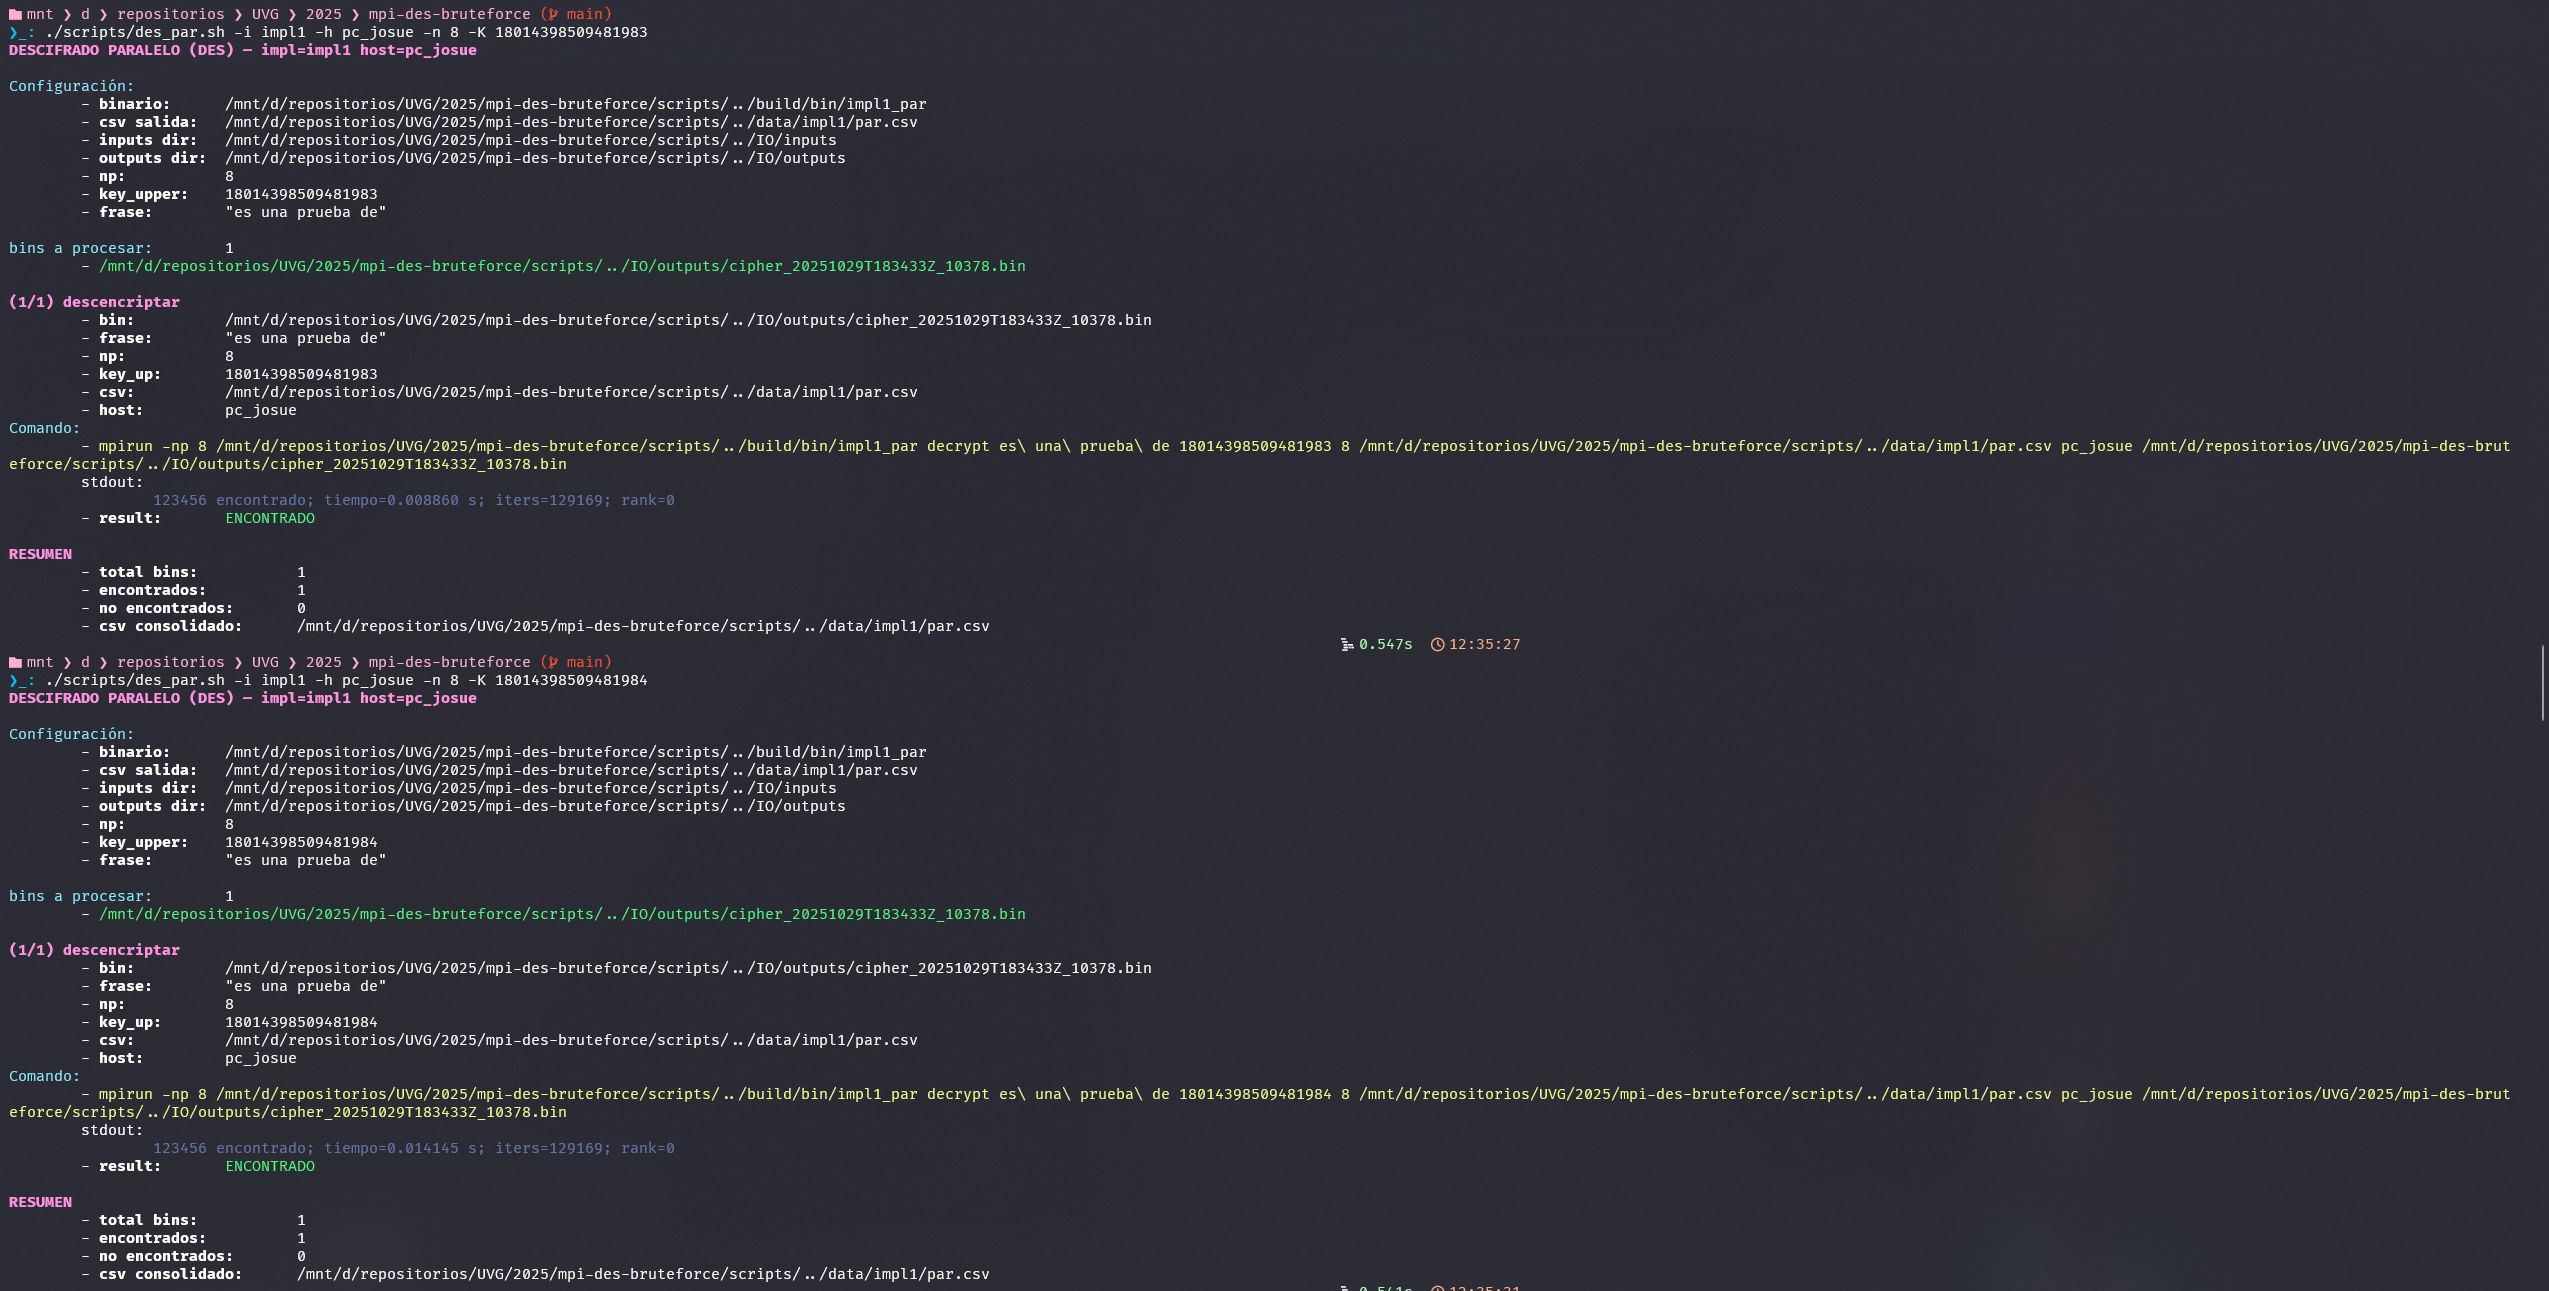 mnt ❯ d ❯ repositorios ❯ UVG ❯ 2025 ❯ mpi-des-bruteforce ( main)
❯_: ./scripts/des_par.sh -i impl1 -h pc_josue -n 8 -K 18014398509481983
DESCIFRADO PARALELO (DES) — impl=impl1 host=pc_josue
Configuración:
- binario: /mnt/d/repositorios/UVG/2025/mpi-des-bruteforce/scripts/../build/bin/impl1_par
- csv salida: /mnt/d/repositorios/UVG/2025/mpi-des-bruteforce/scripts/../data/impl1/par.csv
- inputs dir: /mnt/d/repositorios/UVG/2025/mpi-des-bruteforce/scripts/../IO/inputs
- outputs dir: /mnt/d/repositorios/UVG/2025/mpi-des-bruteforce/scripts/../IO/outputs
- np: 8
- key_upper: 18014398509481983
- frase: "es una prueba de"
bins a procesar: 1
- /mnt/d/repositorios/UVG/2025/mpi-des-bruteforce/scripts/../IO/outputs/cipher_20251029T183433Z_10378.bin
(1/1) descencriptar
- bin: /mnt/d/repositorios/UVG/2025/mpi-des-bruteforce/scripts/../IO/outputs/cipher_20251029T183433Z_10378.bin
- frase: "es una prueba de"
- np: 8
- key_up: 18014398509481983
- csv: /mnt/d/repositorios/UVG/2025/mpi-des-bruteforce/scripts/../data/impl1/par.csv
- host: pc_josue
Comando:
- mpirun -np 8 /mnt/d/repositorios/UVG/2025/mpi-des-bruteforce/scripts/../build/bin/impl1_par decrypt es\ una\ prueba\ de 18014398509481983 8 /mnt/d/repositorios/UVG/2025/mpi-des-bruteforce/scripts/../data/impl1/par.csv pc_josue /mnt/d/repositorios/UVG/2025/mpi-des-brut
eforce/scripts/../IO/outputs/cipher_20251029T183433Z_10378.bin
stdout:
123456 encontrado; tiempo=0.008860 s; iters=129169; rank=0
- result: ENCONTRADO
RESUMEN
- total bins: 1
- encontrados: 1
- no encontrados: 0
- csv consolidado: /mnt/d/repositorios/UVG/2025/mpi-des-bruteforce/scripts/../data/impl1/par.csv
0.547s 12:35:27
mnt ❯ d ❯ repositorios ❯ UVG ❯ 2025 ❯ mpi-des-bruteforce ( main)
❯_: ./scripts/des_par.sh -i impl1 -h pc_josue -n 8 -K 18014398509481984
DESCIFRADO PARALELO (DES) — impl=impl1 host=pc_josue
Configuración:
- binario: /mnt/d/repositorios/UVG/2025/mpi-des-bruteforce/scripts/../build/bin/impl1_par
- csv salida: /mnt/d/repositorios/UVG/2025/mpi-des-bruteforce/scripts/../data/impl1/par.csv
- inputs dir: /mnt/d/repositorios/UVG/2025/mpi-des-bruteforce/scripts/../IO/inputs
- outputs dir: /mnt/d/repositorios/UVG/2025/mpi-des-bruteforce/scripts/../IO/outputs
- np: 8
- key_upper: 18014398509481984
- frase: "es una prueba de"
bins a procesar: 1
- /mnt/d/repositorios/UVG/2025/mpi-des-bruteforce/scripts/../IO/outputs/cipher_20251029T183433Z_10378.bin
(1/1) descencriptar
- bin: /mnt/d/repositorios/UVG/2025/mpi-des-bruteforce/scripts/../IO/outputs/cipher_20251029T183433Z_10378.bin
- frase: "es una prueba de"
- np: 8
- key_up: 18014398509481984
- csv: /mnt/d/repositorios/UVG/2025/mpi-des-bruteforce/scripts/../data/impl1/par.csv
- host: pc_josue
Comando:
- mpirun -np 8 /mnt/d/repositorios/UVG/2025/mpi-des-bruteforce/scripts/../build/bin/impl1_par decrypt es\ una\ prueba\ de 18014398509481984 8 /mnt/d/repositorios/UVG/2025/mpi-des-bruteforce/scripts/../data/impl1/par.csv pc_josue /mnt/d/repositorios/UVG/2025/mpi-des-brut
eforce/scripts/../IO/outputs/cipher_20251029T183433Z_10378.bin
stdout:
123456 encontrado; tiempo=0.014145 s; iters=129169; rank=0
- result: ENCONTRADO
RESUMEN
- total bins: 1
- encontrados: 1
- no encontrados: 0
- csv consolidado: /mnt/d/repositorios/UVG/2025/mpi-des-bruteforce/scripts/../data/impl1/par.csv